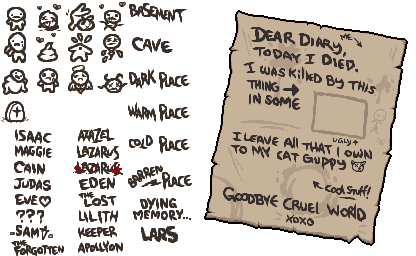 BASEMENT
CAVE
DARK PLACE
WARM PLACE
COLD PLACE
BARREN PLACE
DYING
MEMORY...
LARS
ISAAC
MAGGIE
CAIN
JUDAS
EVE
???
SAMS
THE
FORGOTTEN
AZAZEL
LAZARUS
LAZARUS
EDEN
THE
LOST
LILITH
KEEPER
APOLLYON
DEAR DIARY,
ME
TODAY I DIED.
I WAS KILLED BY THIS
THING
IN SOME
UGLY
I LEAVE ALL THAT I OWN
TO MY CAT GUPPY
COOL STUFF!
GOODBYE CRUEL WORLD
XOXO